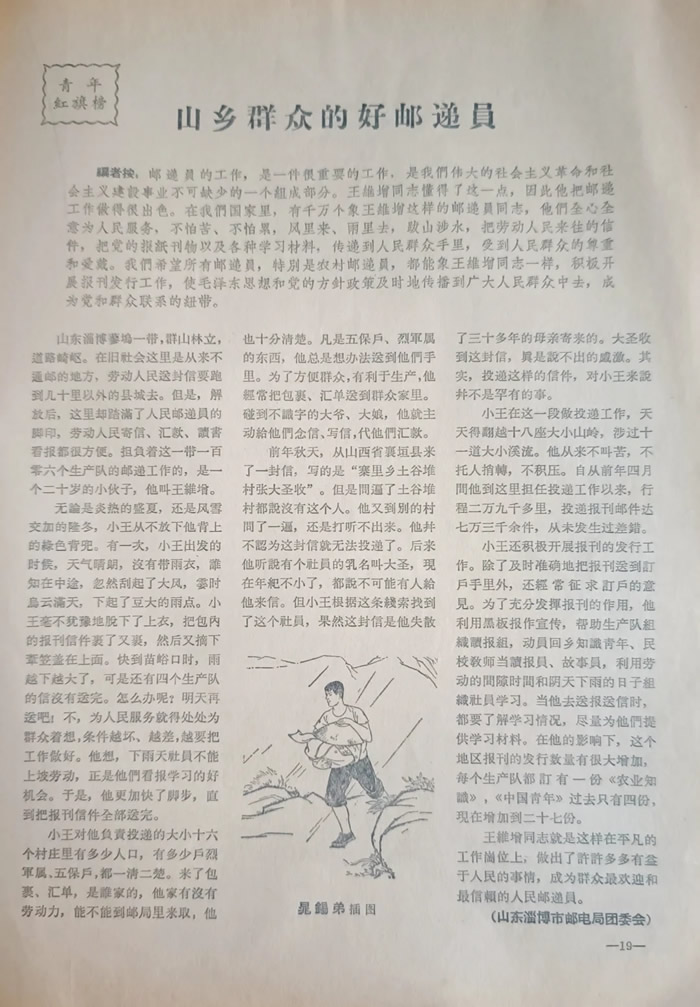 青年
紅旗榜
山乡群众的好邮递員
編者按：邮递員的工作，是一件很重要的工作，是我們伟大的社会主义革命和社
会主义建設事业不可缺少的一个組成部分。王維增同志懂得了这一点，因此他把邮递
工作做得很出色。在我們国家里，有千万个象王維增这样的邮递員同志，他們全心全
意为人民服务，不怕苦、不怕累，风里来、雨里去，跋山涉水，把劳动人民来往的信
件，把党的报紙刊物以及各种学习材料，传递到人民群众手里，受到人民群众的尊重
和爱戴。我們希望所有邮递員，特別是农村邮递員，都能象王維增同志一样，积极开
展报刊发行工作，使毛泽东思想和党的方針政策及时地传播到广大人民群众中去，成
为党和群众联系的紐带。
山东淄博蓼塢一带，群山林立，
道路崎岖。在旧社会这里是从来不
通邮的地方，劳动人民送封信要跑
到几十里以外的县城去。但是，解
放后，这里却踏滿了人民邮递員的
脚印，劳动人民寄信、汇款、讀書
看报都很方便。担負着这一带一百
零六个生产队的邮递工作的，是一
个二十岁的小伙子，他叫王維增。
无論是炎热的盛夏，还是风雪
交加的隆冬，小王从不放下他背上
的綠色背兜。有一次，小王出发的
时候，天气晴朗，沒有带雨衣，誰
知在中途，忽然刮起了大风，霎时
烏云滿天，下起了豆大的雨点。小
王毫不犹豫地脫下了上衣，把包內
的报刊信件裹了又裹，然后又摘下
葦笠盖在上面。快到苗峪口时，雨
越下越大了，可是还有四个生产队
的信沒有送完。怎么办呢？明天再
送吧！不，为人民服务就得处处为
群众着想，条件越坏、越差，越要把
工作做好。他想，下雨天社員不能
上坡劳动，正是他們看报学习的好
机会。于是，他更加快了脚步，直
到把报刊信件全部送完。
小王对他負責投递的大小十六
个村庄里有多少人口，有多少戶烈
軍属、五保戶，都一清二楚。来了包
裹、汇单，是誰家的，他家有沒有
劳动力，能不能到邮局里来取，他
也十分清楚。凡是五保戶、烈軍属
的东西，他总是想办法送到他們手
里。为了方便群众，有利于生产，他
經常把包裹、汇单送到群众家里。
碰到不識字的大爷、大娘，他就主
动給他們念信、写信，代他們汇款。
前年秋天，从山西省襄垣县来
了一封信，写的是“寨里乡土谷堆
村张大圣收”。但是問逼了土谷堆
村都說沒有这个人。他又到別的村
問了一遍，还是打听不出来。他幷
不認为这封信就无法投递了。后来
他听說有个社員的乳名叫大圣，現
在年紀不小了，都說不可能有人給
他来信。但小王根据这条綫索找到
了这个社員，果然这封信是他失散
了三十多年的母亲寄来的。大圣收
到这封信，眞是說不出的感激。其
实，投递这样的信件，对小王来說
幷不是罕有的事。
小王在这一段做投递工作，天
天得翻越十八座大小山岭，涉过十
一道大小溪流。他从来不叫苦，不
托人捎轉，不积压。自从前年四月
間他到这里担任投递工作以来，行
程二万九千多里，投递报刊邮件达
七万三千余件，从未发生过差錯。
小王还积极开展报刊的发行工
作。除了及时准确地把报刊送到訂
戶手里外，还經常征求訂戶的意
見。为了充分发揮报刊的作用，他
利用黑板报作宣传，帮助生产队組
織讀报組，动員回乡知識青年、民
校教师当讀报員、故事員，利用劳
动的間隙时間和阴天下雨的日子組
織社員学习。当他去送报送信时，
都要了解学习情况，尽量为他們提
供学习材料。在他的影响下，这个
地区报刊的发行数量有很大增加，
每个生产队都訂有一份《农业知
識》，《中国青年》过去只有四份，
現在增加到二十七份。
王維增同志就是这样在平凡的
工作崗位上，做出了許許多多有益
于人民的事情，成为群众最欢迎和
最信賴的人民邮递員。
（山东淄博市邮电局团委会）
晁錫弟插图
—19—